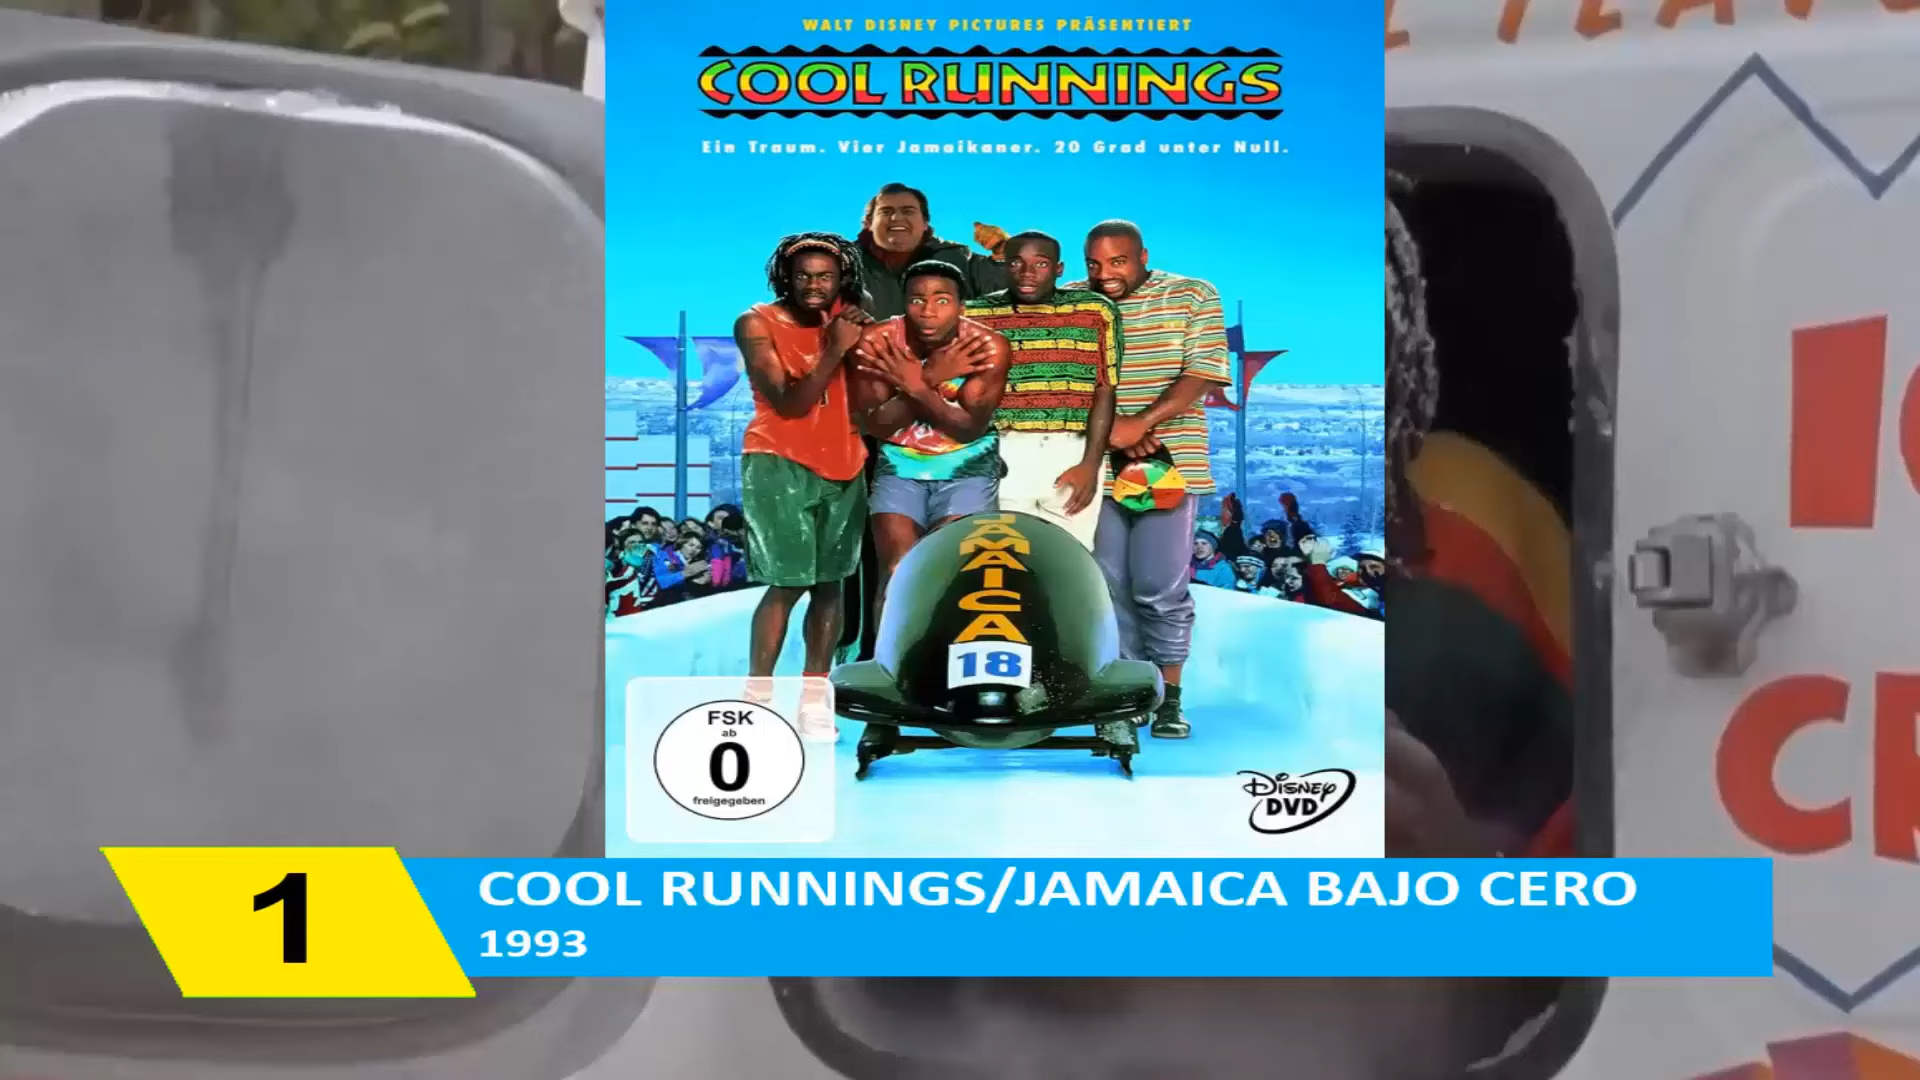 WALT DISNEY PICTURES PRÄSENTIERT
COOL RUNNINGS
Ein Traum. Vier Jamaikaner. 20 Grad unter Null.
JAMAICA
18
FSK
ab
0
freigegeben
Disney
DVD
1
COOL RUNNINGS/JAMAICA BAJO CERO
1993